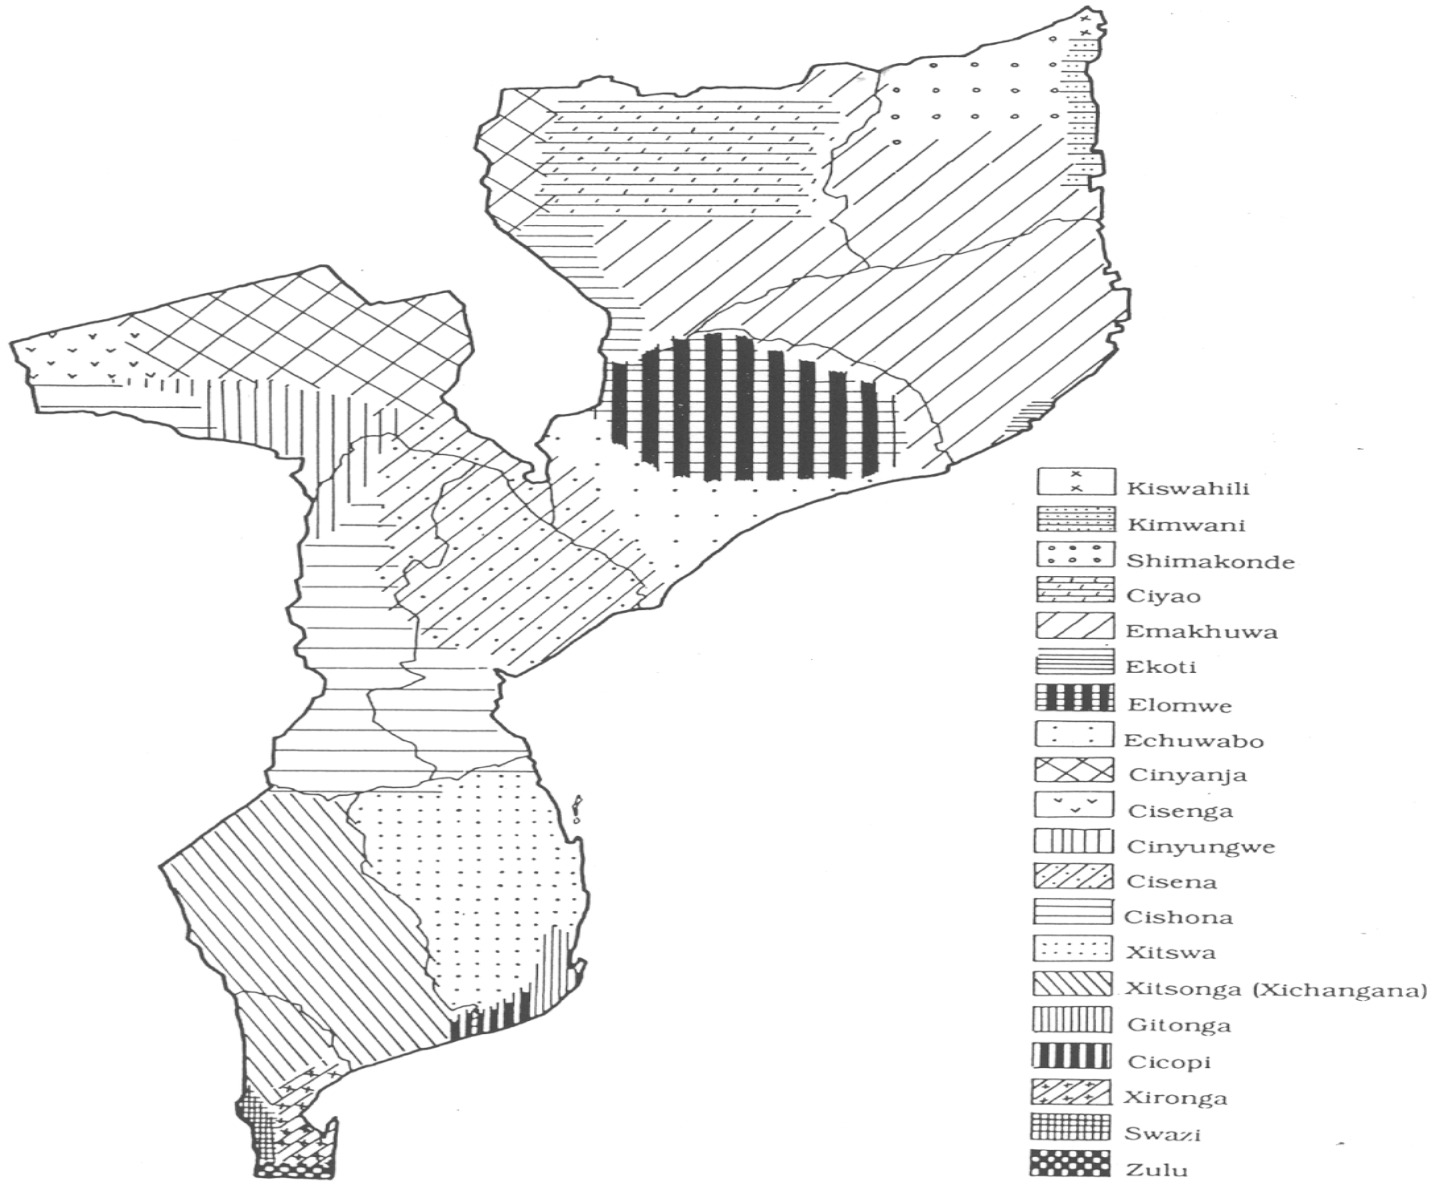 Kiswahili
Kimwani
Shimakonde
Ciyao
Emakhuwa
Ekoti
Elomwe
Echuwabo
Cinyanja
Cisenga
Cinyungwe
Cisena
Cishona
Xitswa
Xitsonga (Xichangana)
Gitonga
Cicopi
Xironga
Swazi
Zulu